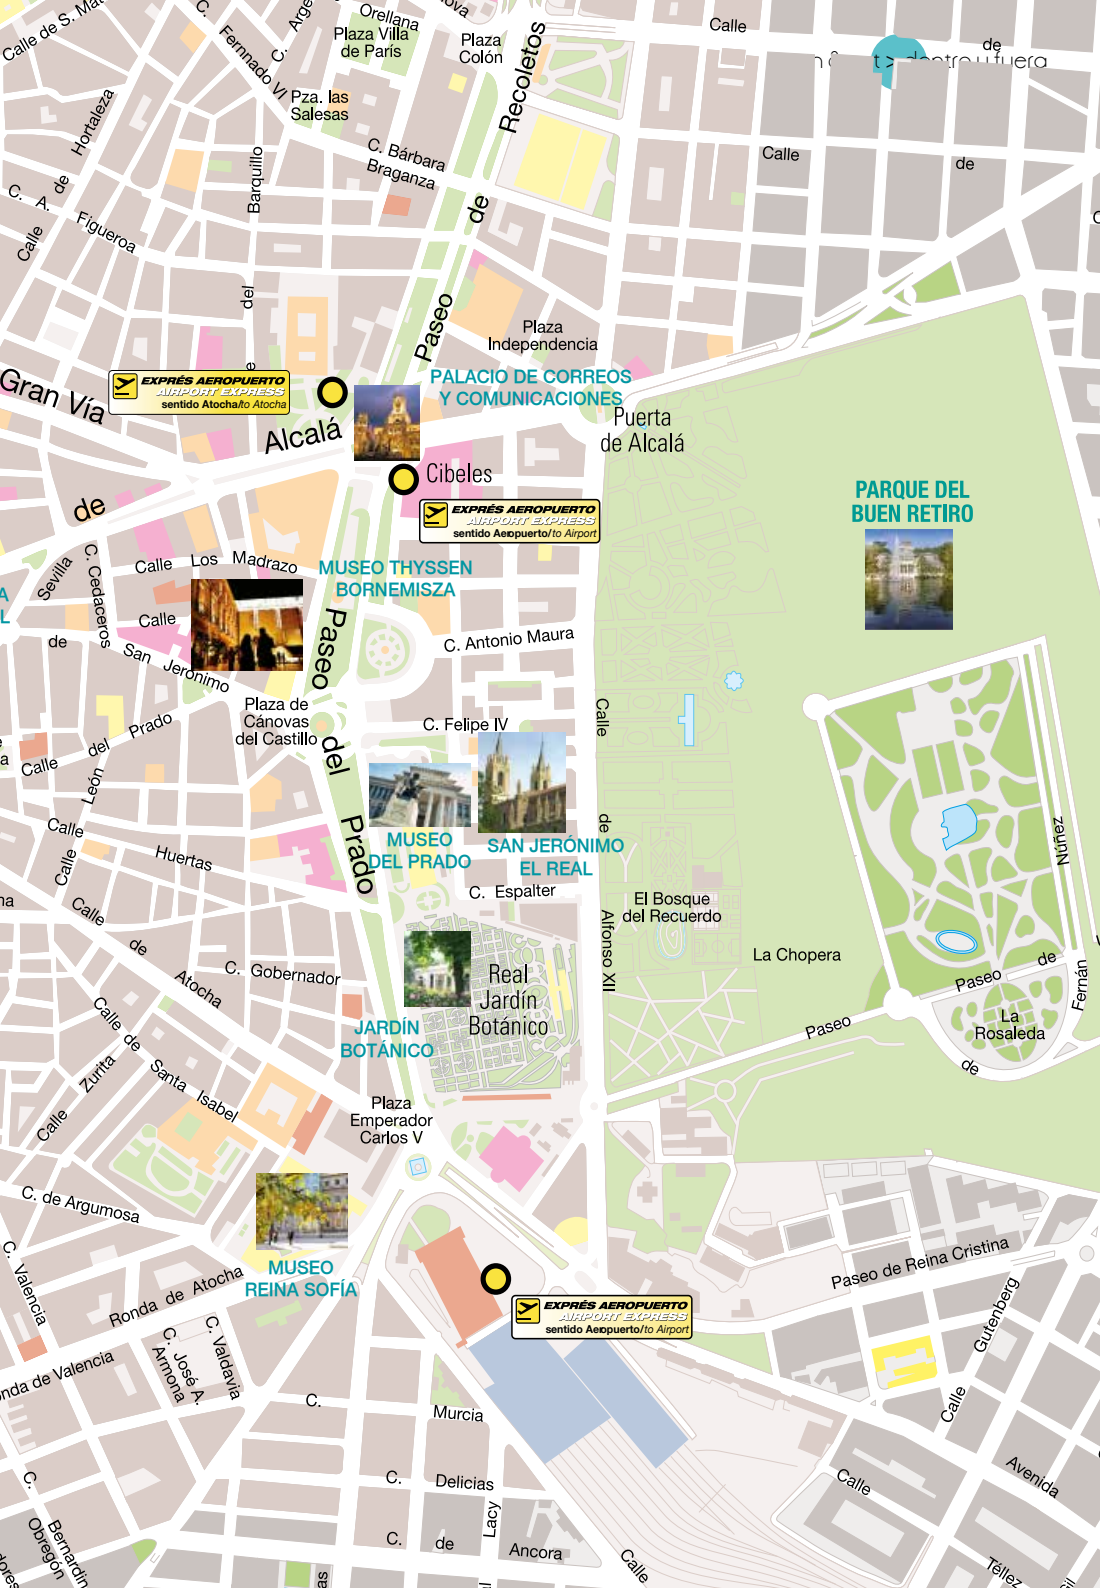 Calle de S. Ma
C.
Fernnado VI
C.
Arge
Orellana
Plaza Villa
de París
Plaza
Colón
Recoletos
Calle
de
dentro y fuera
Hortaleza
de
Calle
Pza. las
Salesas
C. Bárbara
Braganza
Calle
de
C. A. Figueroa
Barquillo
del
de
Paseo
Plaza
Independencia
Gran Vía
EXPRÉS AEROPUERTO
AIRPORT EXPRESS
sentido Atocha/to Atocha
PALACIO DE CORREOS
Y COMUNICACIONES
Puerta
de Alcalá
Alcalá
de
Cibeles
EXPRÉS AEROPUERTO
AIRPORT EXPRESS
sentido Aeropuerto/to Airport
PARQUE DEL
BUEN RETIRO
Sevilla
C. Cedaceros
Calle Los Madrazo
MUSEO THYSSEN
BORNEMISZA
Calle
de
San Jerónimo
Paseo
C. Antonio Maura
Plaza de
Cánovas
del Castillo
C. Felipe IV
Calle
Calle del Prado
del
León
Calle
Prado
MUSEO
DEL PRADO
SAN JERÓNIMO
EL REAL
de
Núñez
Calle
Huertas
C. Espalter
El Bosque
del Recuerdo
Alfonso XII
La Chopera
Calle
de
Atocha
C. Gobernador
Real
Jardín
Botánico
Paseo
de
Fernán
La
Rosaleda
Paseo
de
JARDÍN
BOTÁNICO
Calle de Santa Isabel
Zurita
Calle
Plaza
Emperador
Carlos V
C. de Argumosa
C. Valencia
MUSEO
REINA SOFÍA
Ronda de Atocha
Paseo de Reina Cristina
EXPRÉS AEROPUERTO
AIRPORT EXPRESS
sentido Aeropuerto/to Airport
C. Valdavia
C. José A.
Armona
onda de Valencia
Gutenberg
Calle
C.
Murcia
C.
Delicias
Lacy
C.
de
Ancora
Calle
Calle
Avenida
Téllez
C.
Bernardin
Obregón